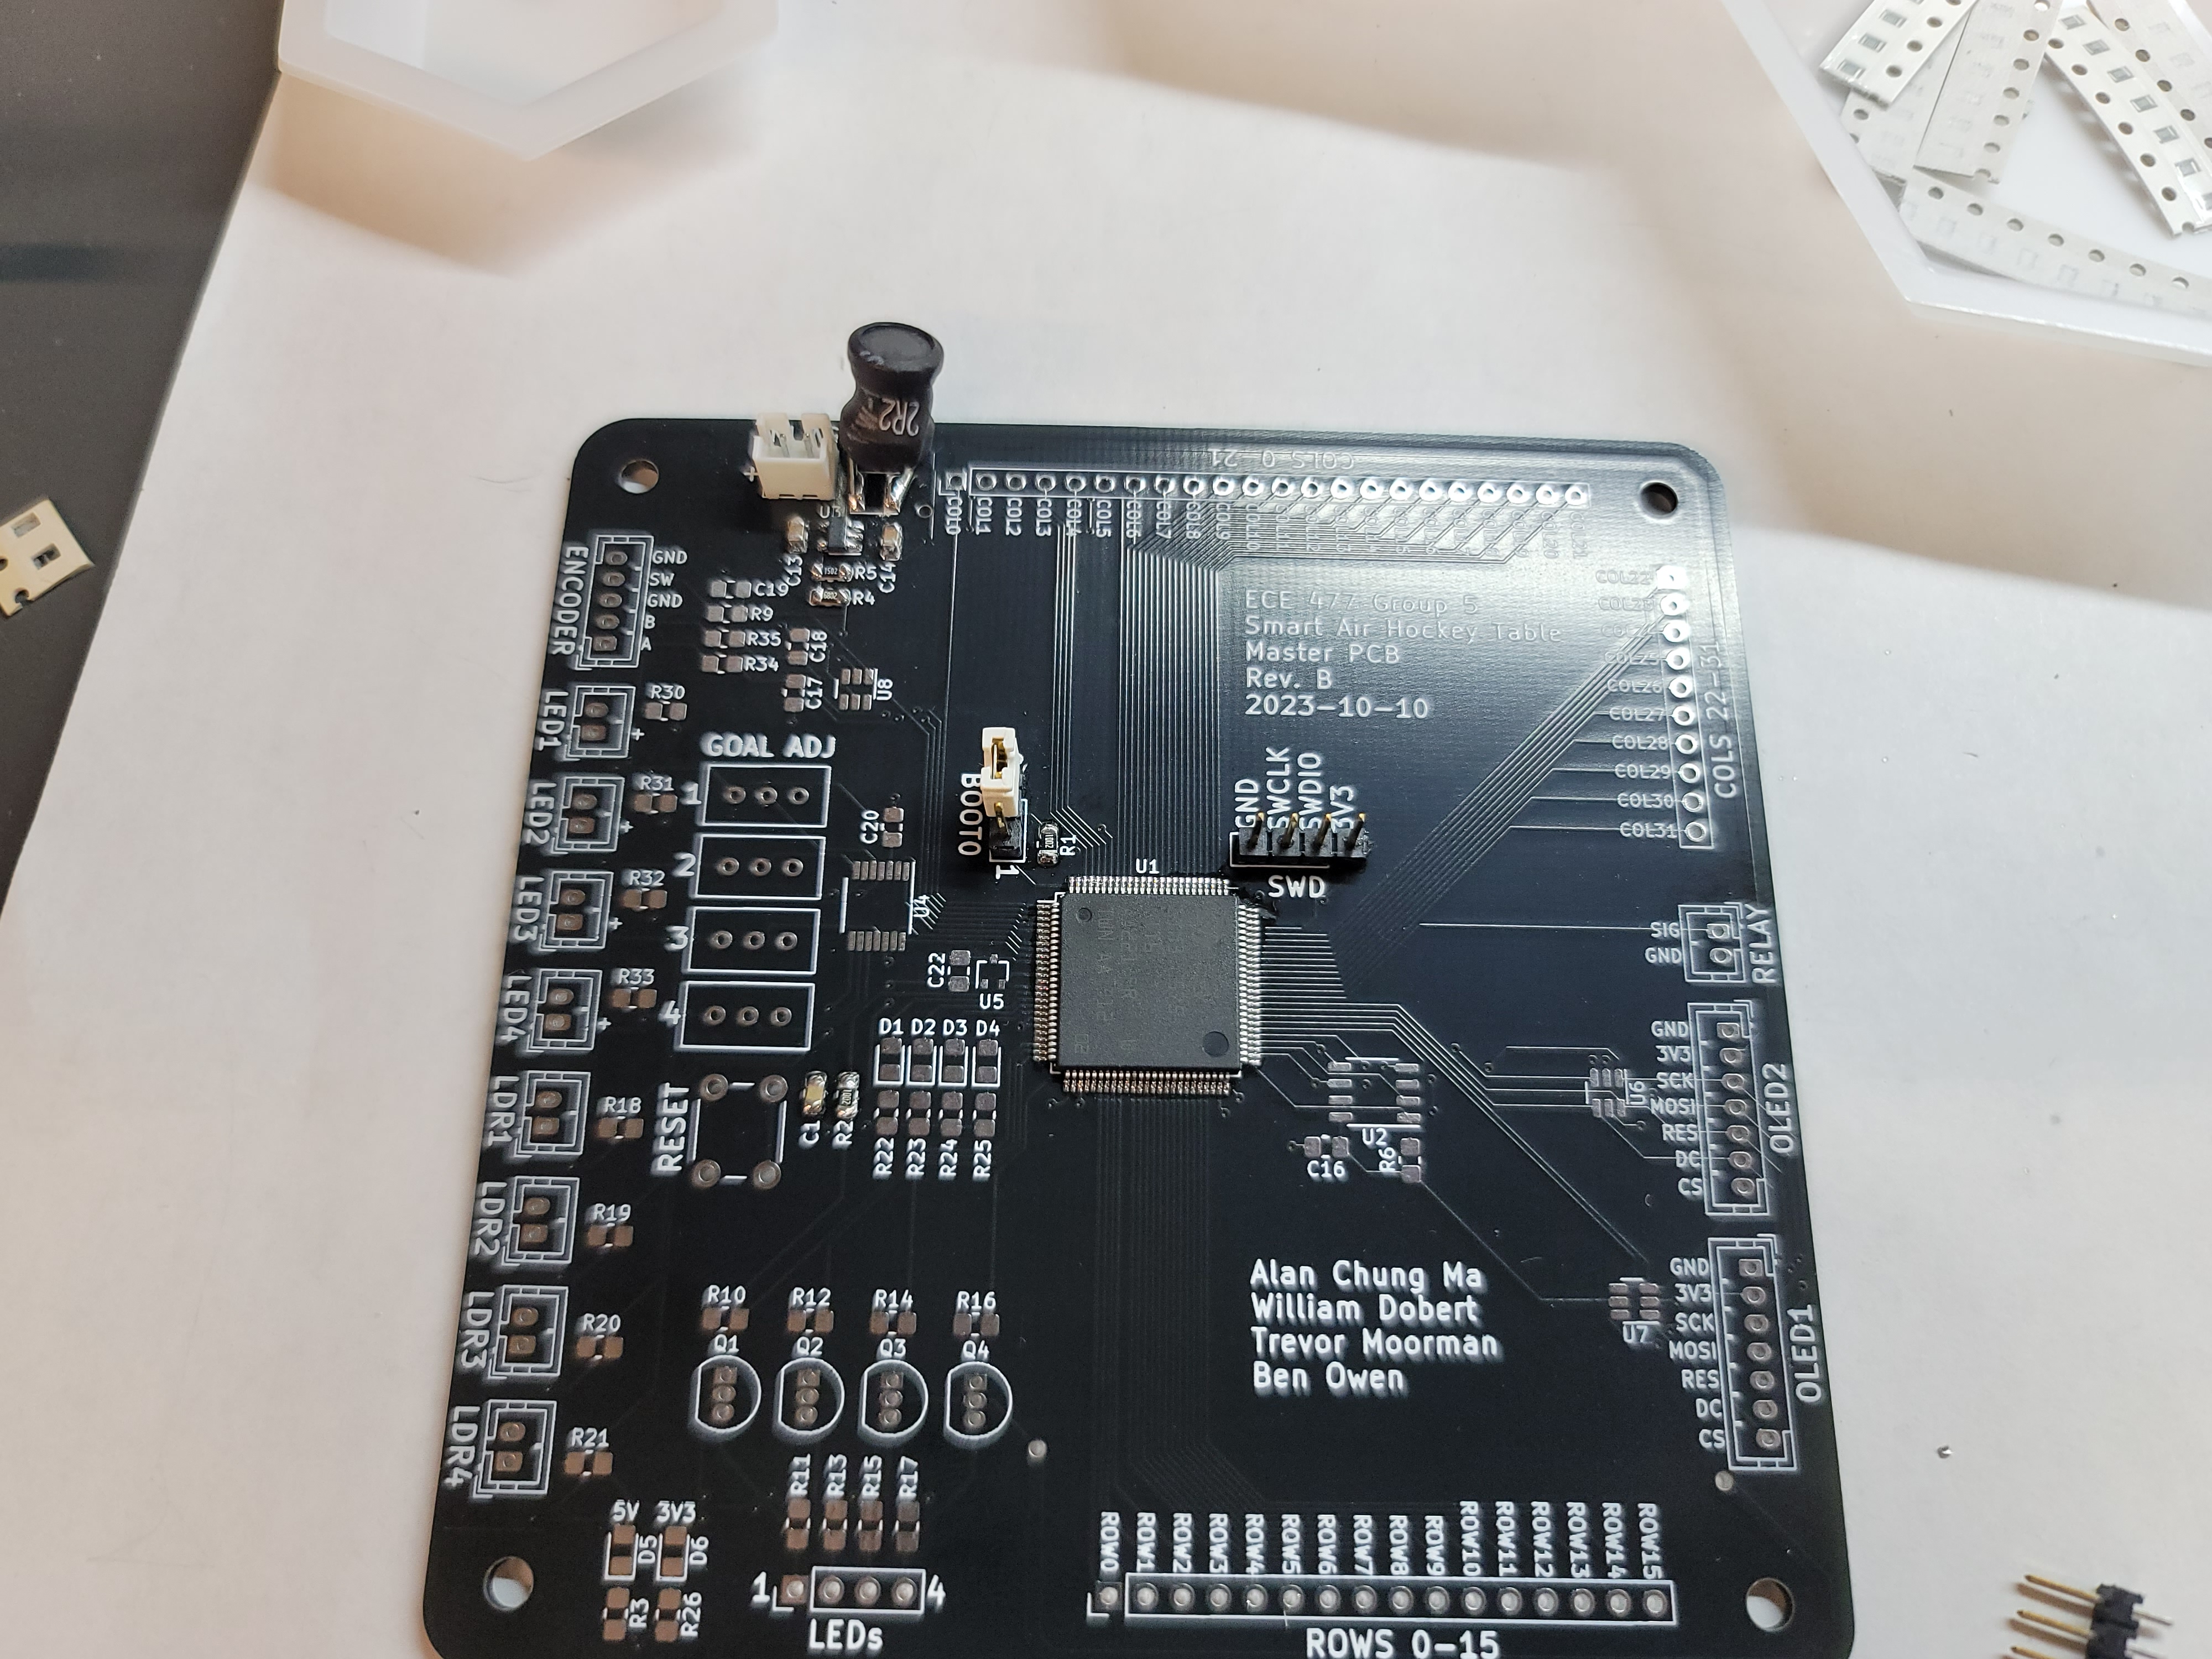 2R2
COLS 0-21
+
U3
COL0
COL1
COL2
COL3
COL4
COL5
COL6
COL7
COL8
COL9
ENCODER
GND
SW
GND
B
A
C13
C14
R5
R4
C19
R9
R35
R34
C18
C17
U8
ECE 477 Group 5
Smart Air Hockey Table
Master PCB
Rev. B
2023-10-10
COL22
COL25
COL26
COL27
COL28
COL29
COL30
COL31
COLS 22-31
LED1
+
R30
LED2
+
R31
LED3
+
R32
LED4
+
R33
GOAL ADJ
1
2
3
4
C20
U4
BOOT0
1
R1
GND
SWCLK
SWDIO
3V3
SWD
U1
C22
U5
D1
D2
D3
D4
R22
R23
R24
R25
RESET
C1
R2
LDR1
R18
LDR2
R19
LDR3
R20
LDR4
R21
SIG
GND
RELAY
GND
3V3
SCK
MOSI
RES
DC
CS
OLED2
U6
U2
C16
R6
GND
3V3
SCK
MOSI
RES
DC
CS
OLED1
U7
Alan Chung Ma
William Dobert
Trevor Moorman
Ben Owen
R10
R12
R14
R16
Q1
Q2
Q3
Q4
R11
R13
R15
R17
5V
3V3
D5
D6
R3
R26
1
4
LEDs
ROW0
ROW1
ROW2
ROW3
ROW4
ROW5
ROW6
ROW7
ROW8
ROW9
ROW10
ROW11
ROW12
ROW13
ROW14
ROW15
ROWS 0-15